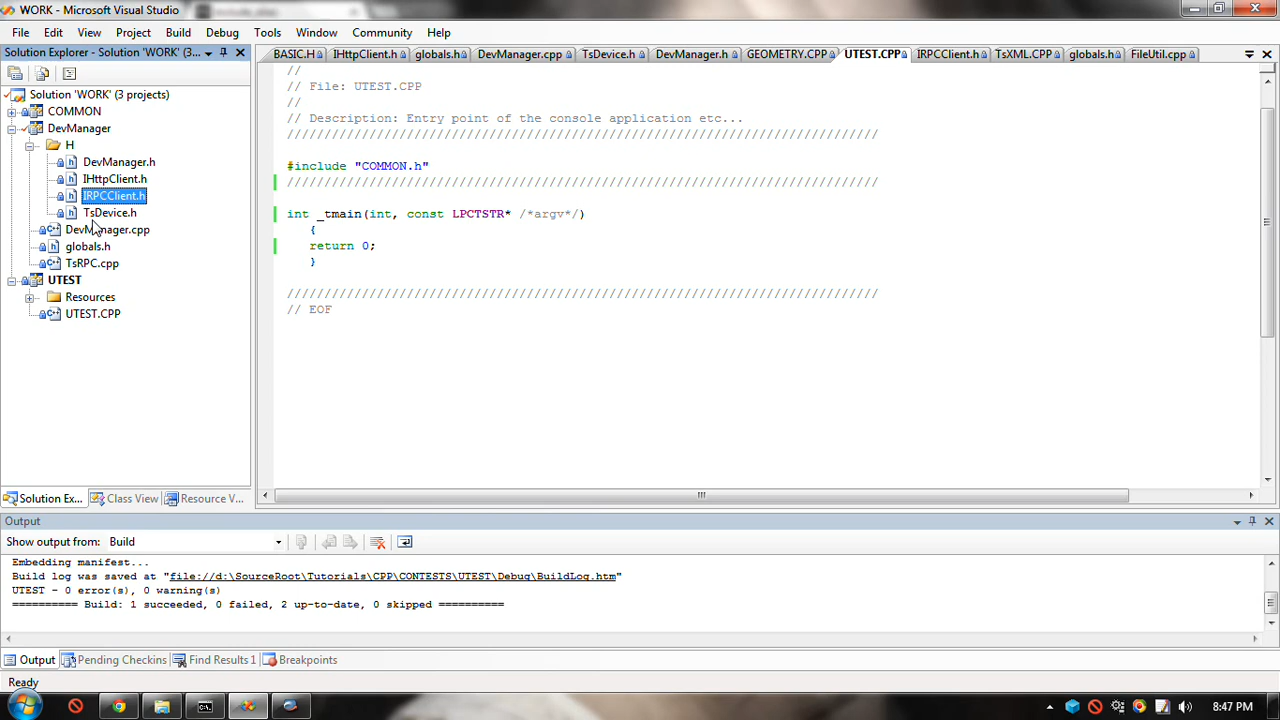 WORK - Microsoft Visual Studio
File Edit View Project Build Debug Tools Window Community Help
Solution Explorer - Solution 'WORK' (3...
BASIC.H IHttpClient.h globals.h DevManager.cpp TsDevice.h DevManager.h GEOMETRY.CPP UTEST.CPP IRPCClient.h TsXML.CPP globals.h FileUtil.cpp
Solution 'WORK' (3 projects)
COMMON
DevManager
H
DevManager.h
IHttpClient.h
IRPCClient.h
TsDevice.h
DevManager.cpp
globals.h
TsRPC.cpp
UTEST
Resources
UTEST.CPP
Solution Ex... Class View Resource V...
//
// File: UTEST.CPP
//
// Description: Entry point of the console application etc...
////////////////////////////////////////////////////////////////////////////////
#include "COMMON.h"
////////////////////////////////////////////////////////////////////////////////
int _tmain(int, const LPCTSTR* /*argv*/)
{
return 0;
}
////////////////////////////////////////////////////////////////////////////////
// EOF
Output
Show output from: Build
Embedding manifest...
Build log was saved at "file://d:\SourceRoot\Tutorials\CPP\CONTESTS\UTEST\Debug\BuildLog.htm"
UTEST - 0 error(s), 0 warning(s)
========== Build: 1 succeeded, 0 failed, 2 up-to-date, 0 skipped ==========
Output Pending Checkins Find Results 1 Breakpoints
Ready
8:47 PM